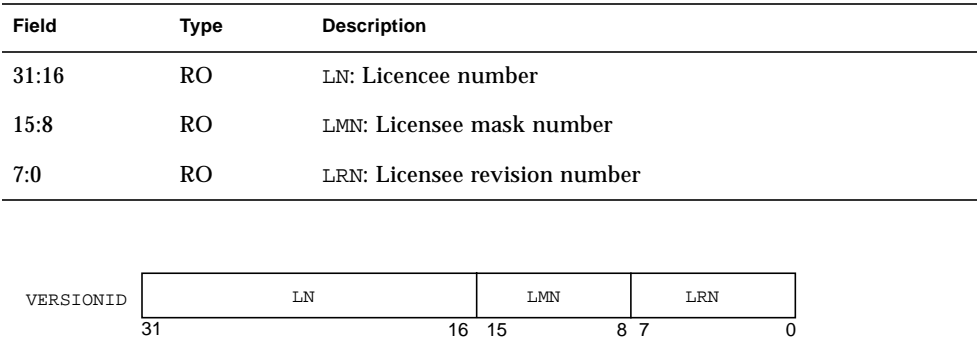 Field Type Description
31:16 RO LN: Licencee number
15:8 RO LMN: Licensee mask number
7:0 RO LRN: Licensee revision number
VERSIONID LN LMN LRN
31 16 15 8 7 0